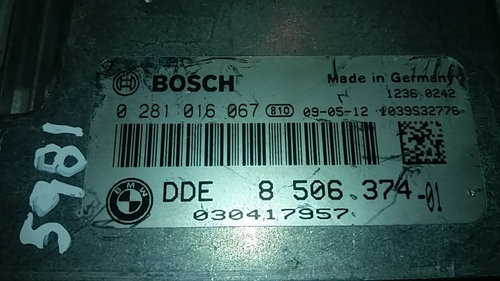 BOSCH
Made in Germany
1236.0242
0 281 016 067 810 09-05-12 1039S32778
BMW
DDE 8 506 374-01
030417957
5981